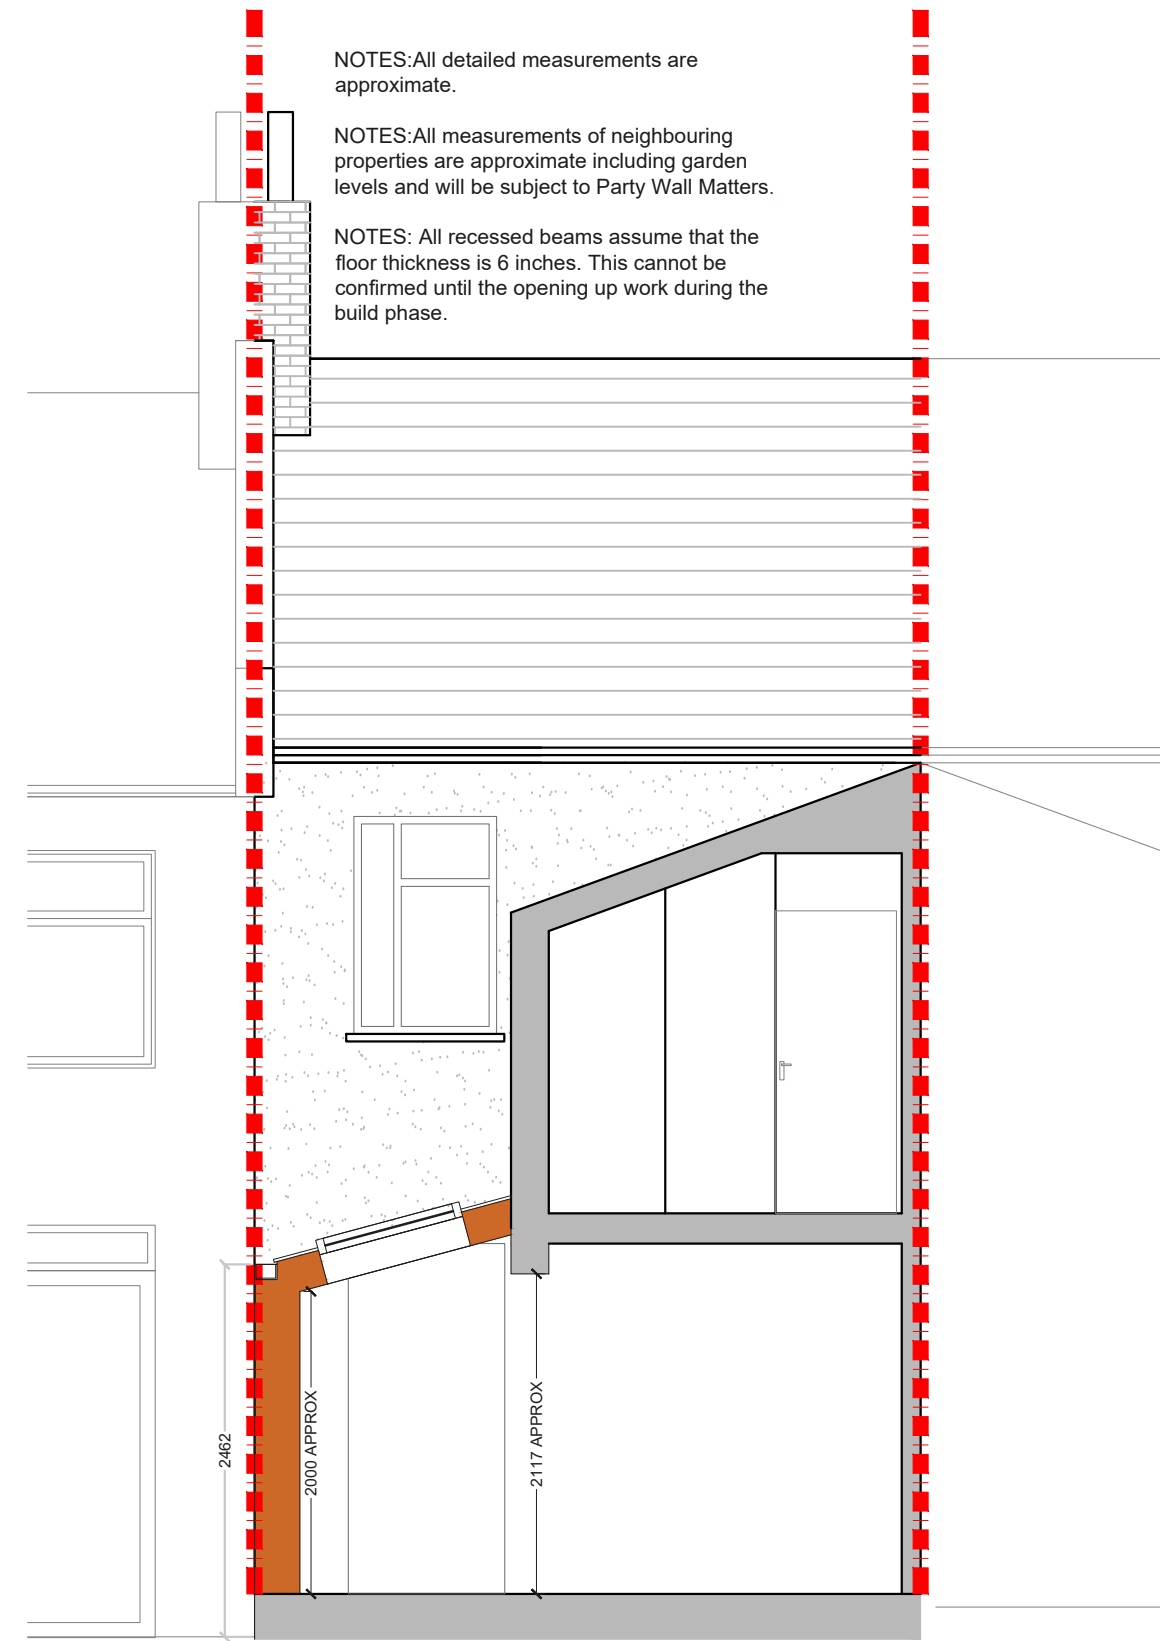 NOTES:All detailed measurements are
approximate.
NOTES:All measurements of neighbouring
properties are approximate including garden
levels and will be subject to Party Wall Matters.
NOTES: All recessed beams assume that the
floor thickness is 6 inches. This cannot be
confirmed until the opening up work during the
build phase.
2462
2000 APPROX
2117 APPROX